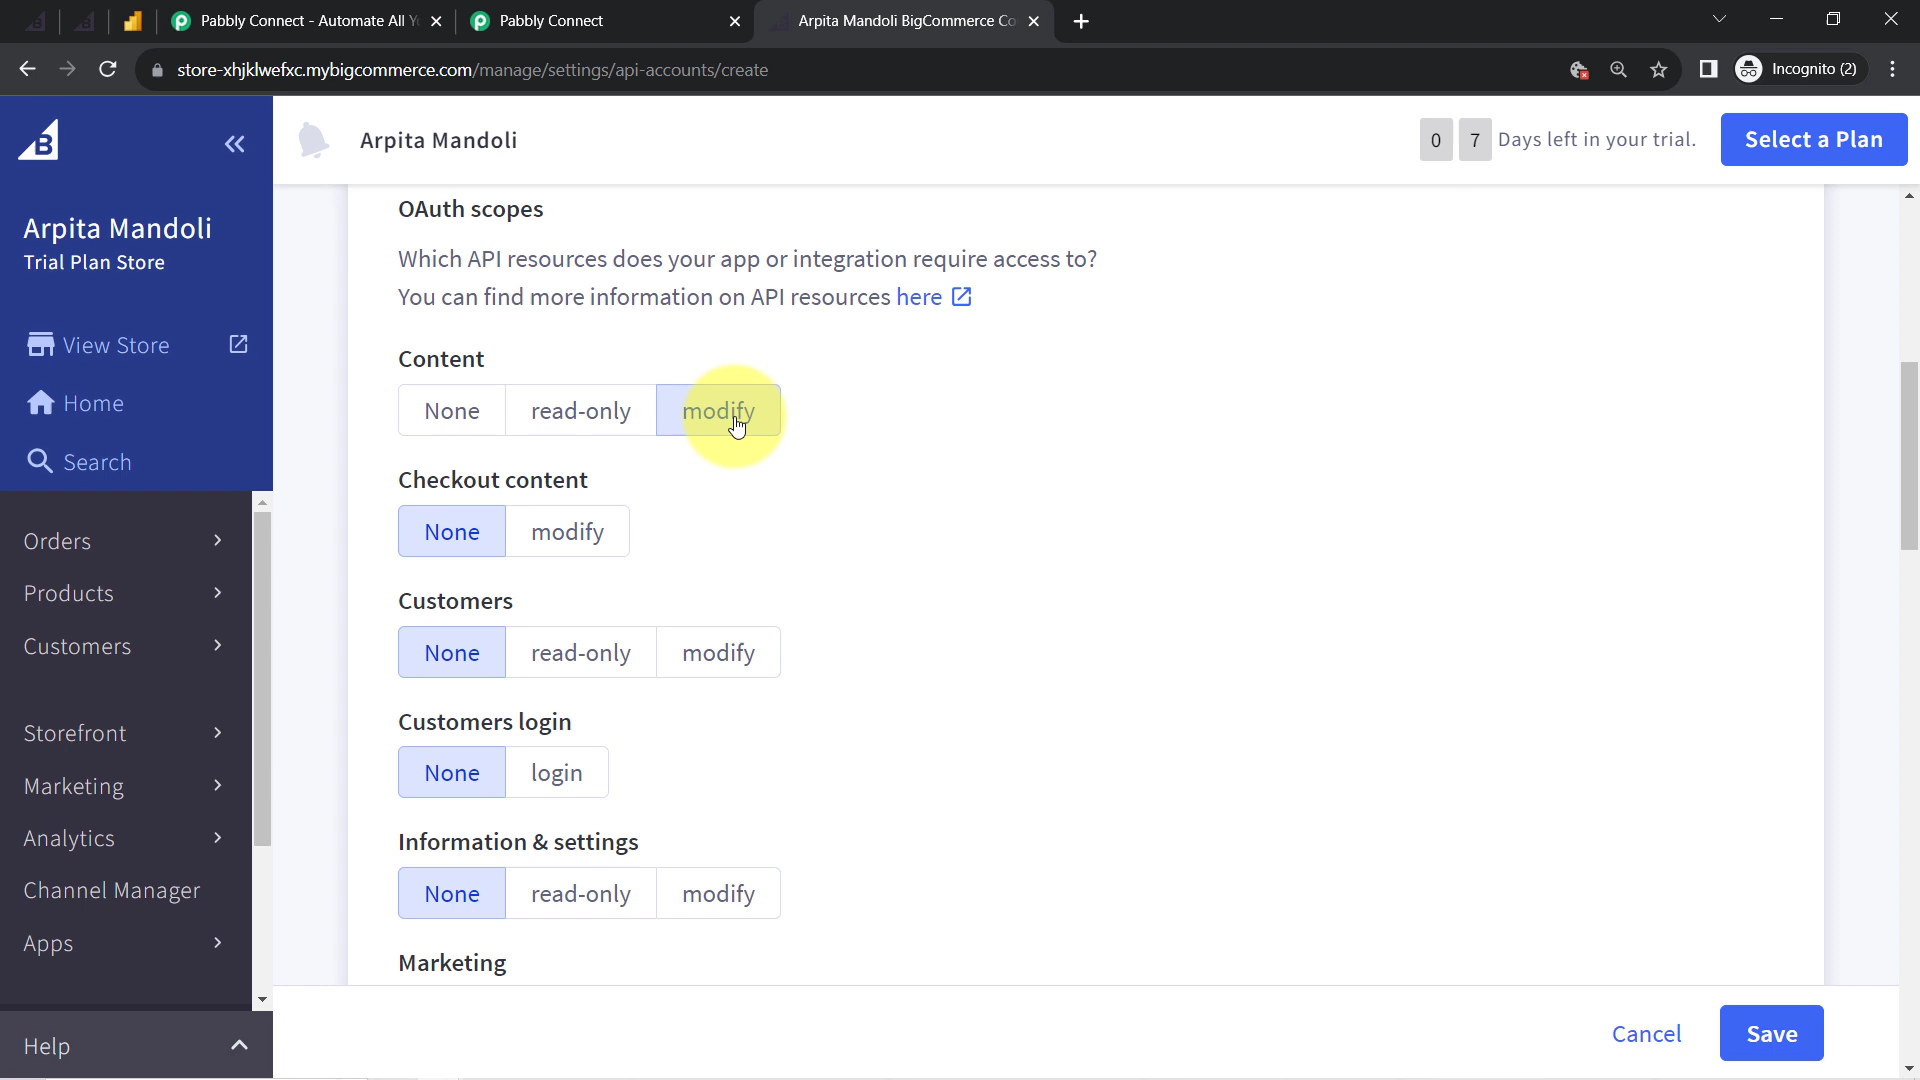 Pabbly Connect - Automate All Y
Pabbly Connect
Arpita Mandoli BigCommerce Co
store-xhjklwefxc.mybigcommerce.com/manage/settings/api-accounts/create
Incognito (2)
B
Arpita Mandoli
Trial Plan Store
View Store
Home
Search
Orders
Products
Customers
Storefront
Marketing
Analytics
Channel Manager
Apps
Help
Arpita Mandoli
0 7 Days left in your trial.
Select a Plan
OAuth scopes
Which API resources does your app or integration require access to?
You can find more information on API resources here
Content
None read-only modify
Checkout content
None modify
Customers
None read-only modify
Customers login
None login
Information & settings
None read-only modify
Marketing
Cancel Save